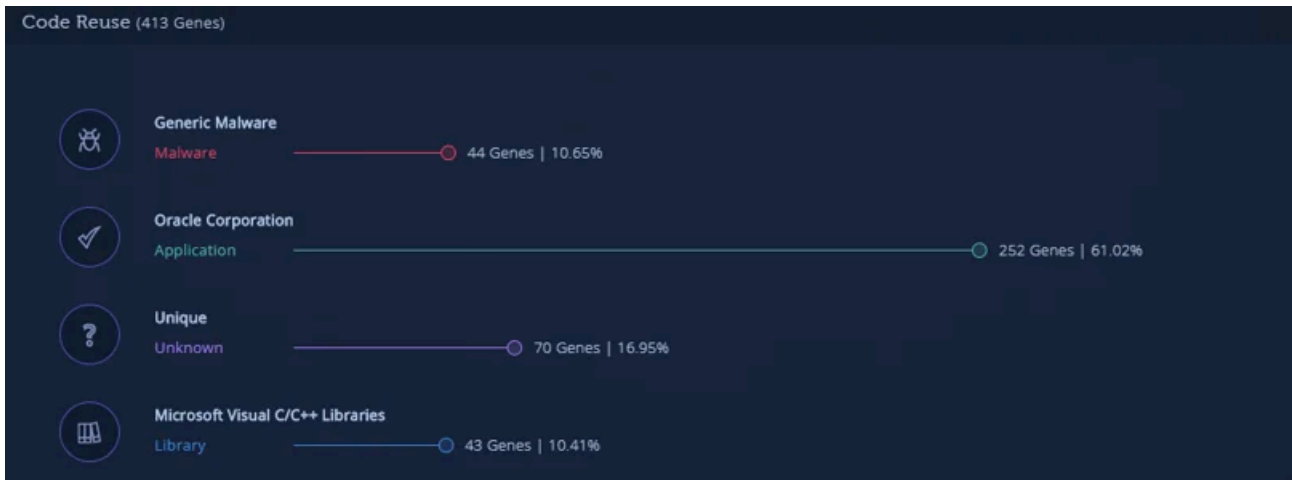 Code Reuse (413 Genes)
Generic Malware
Malware 44 Genes | 10.65%
Oracle Corporation
Application 252 Genes | 61.02%
Unique
Unknown 70 Genes | 16.95%
Microsoft Visual C/C++ Libraries
Library 43 Genes | 10.41%